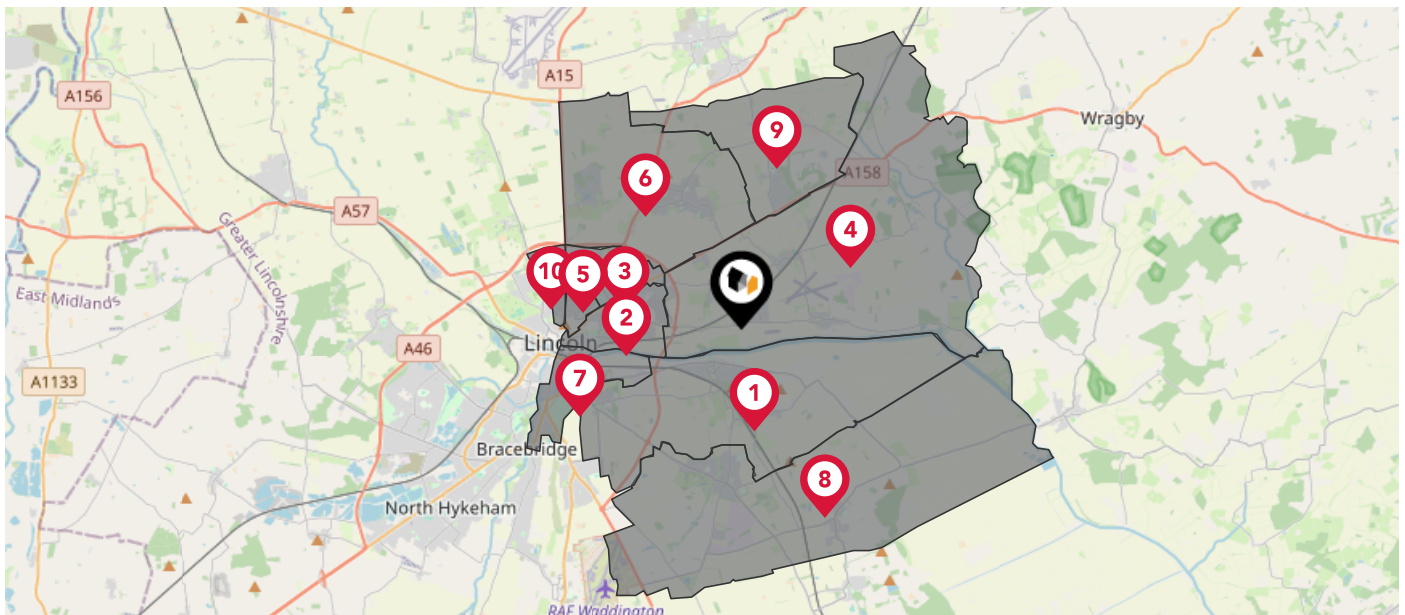 A15
A156
Wragby
9
A158
6
A57
4
Greater Lincolnshire
10
5
3
East Midlands
2
Lincoln
A46
7
A1133
1
Bracebridge
8
North Hykeham
RAF Waddington